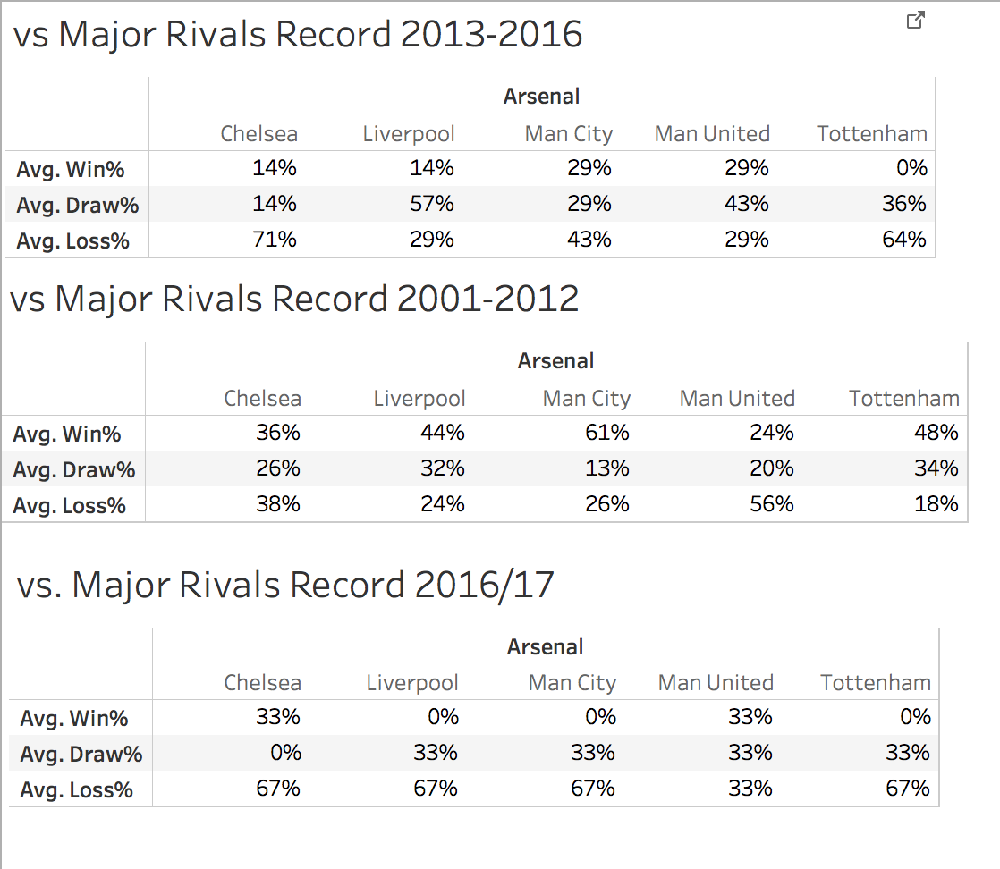 vs Major Rivals Record 2013-2016
Arsenal
Chelsea Liverpool Man City Man United Tottenham
Avg. Win% 14% 14% 29% 29% 0%
Avg. Draw% 14% 57% 29% 43% 36%
Avg. Loss% 71% 29% 43% 29% 64%
vs Major Rivals Record 2001-2012
Arsenal
Chelsea Liverpool Man City Man United Tottenham
Avg. Win% 36% 44% 61% 24% 48%
Avg. Draw% 26% 32% 13% 20% 34%
Avg. Loss% 38% 24% 26% 56% 18%
vs. Major Rivals Record 2016/17
Arsenal
Chelsea Liverpool Man City Man United Tottenham
Avg. Win% 33% 0% 0% 33% 0%
Avg. Draw% 0% 33% 33% 33% 33%
Avg. Loss% 67% 67% 67% 33% 67%